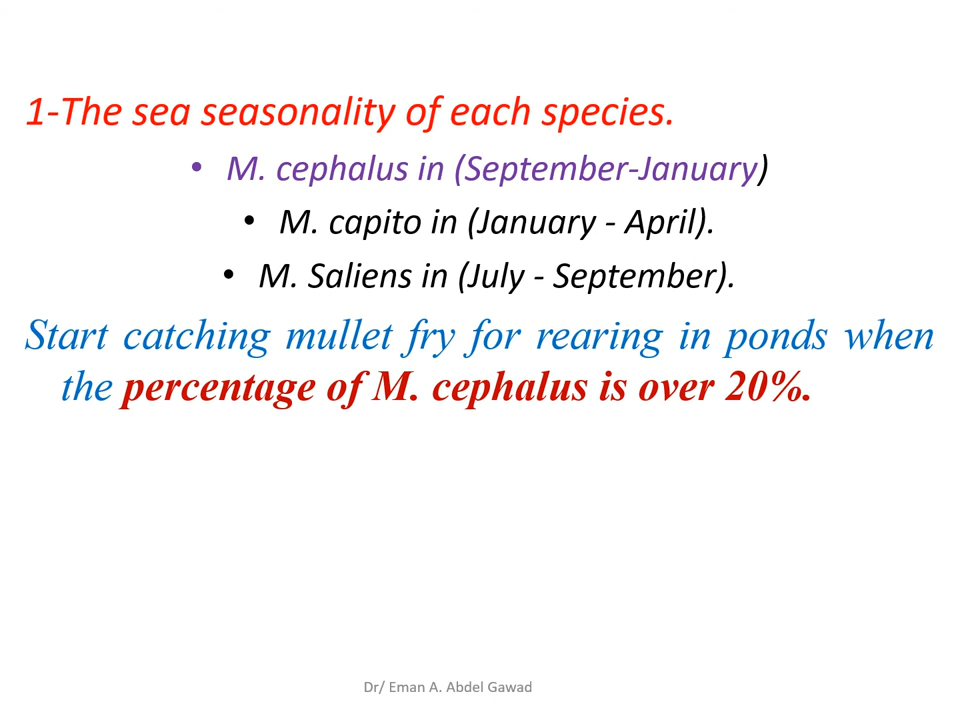 1-The sea seasonality of each species.
• M. cephalus in (September-January)
• M. capito in (January - April).
• M. Saliens in (July - September).
Start catching mullet fry for rearing in ponds when
the percentage of M. cephalus is over 20%.
Dr/ Eman A. Abdel Gawad